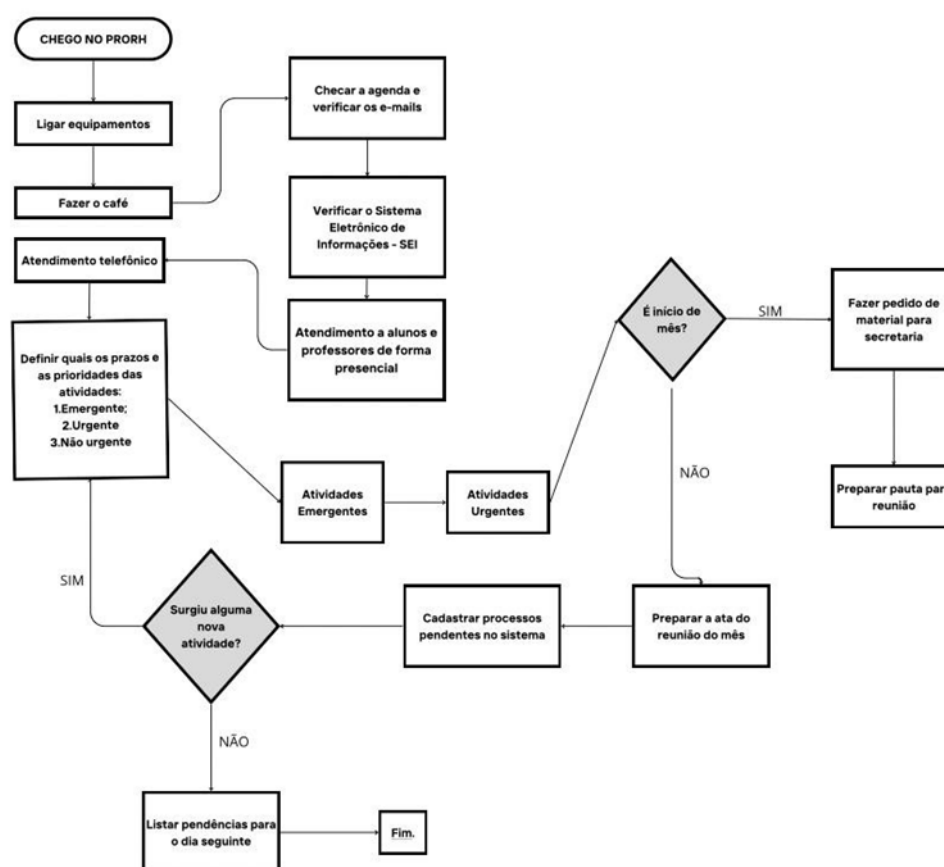 CHEGO NO PRORH
Ligar equipamentos
Fazer o café
Checar a agenda e
verificar os e-mails
Verificar o Sistema
Eletrônico de
Informações - SEI
Atendimento a alunos e
professores de forma
presencial
Atendimento telefônico
Definir quais os prazos e
as prioridades das
atividades:
1.Emergente;
2.Urgente
3.Não urgente
Atividades
Emergentes
Atividades
Urgentes
É início de
mês?
SIM
Fazer pedido de
material para
secretaria
Preparar pauta par
reunião
NÃO
Preparar a ata do
reunião do mês
Cadastrar processos
pendentes no sistema
Surgiu alguma
nova
atividade?
SIM
NÃO
Listar pendências para
o dia seguinte
Fim.